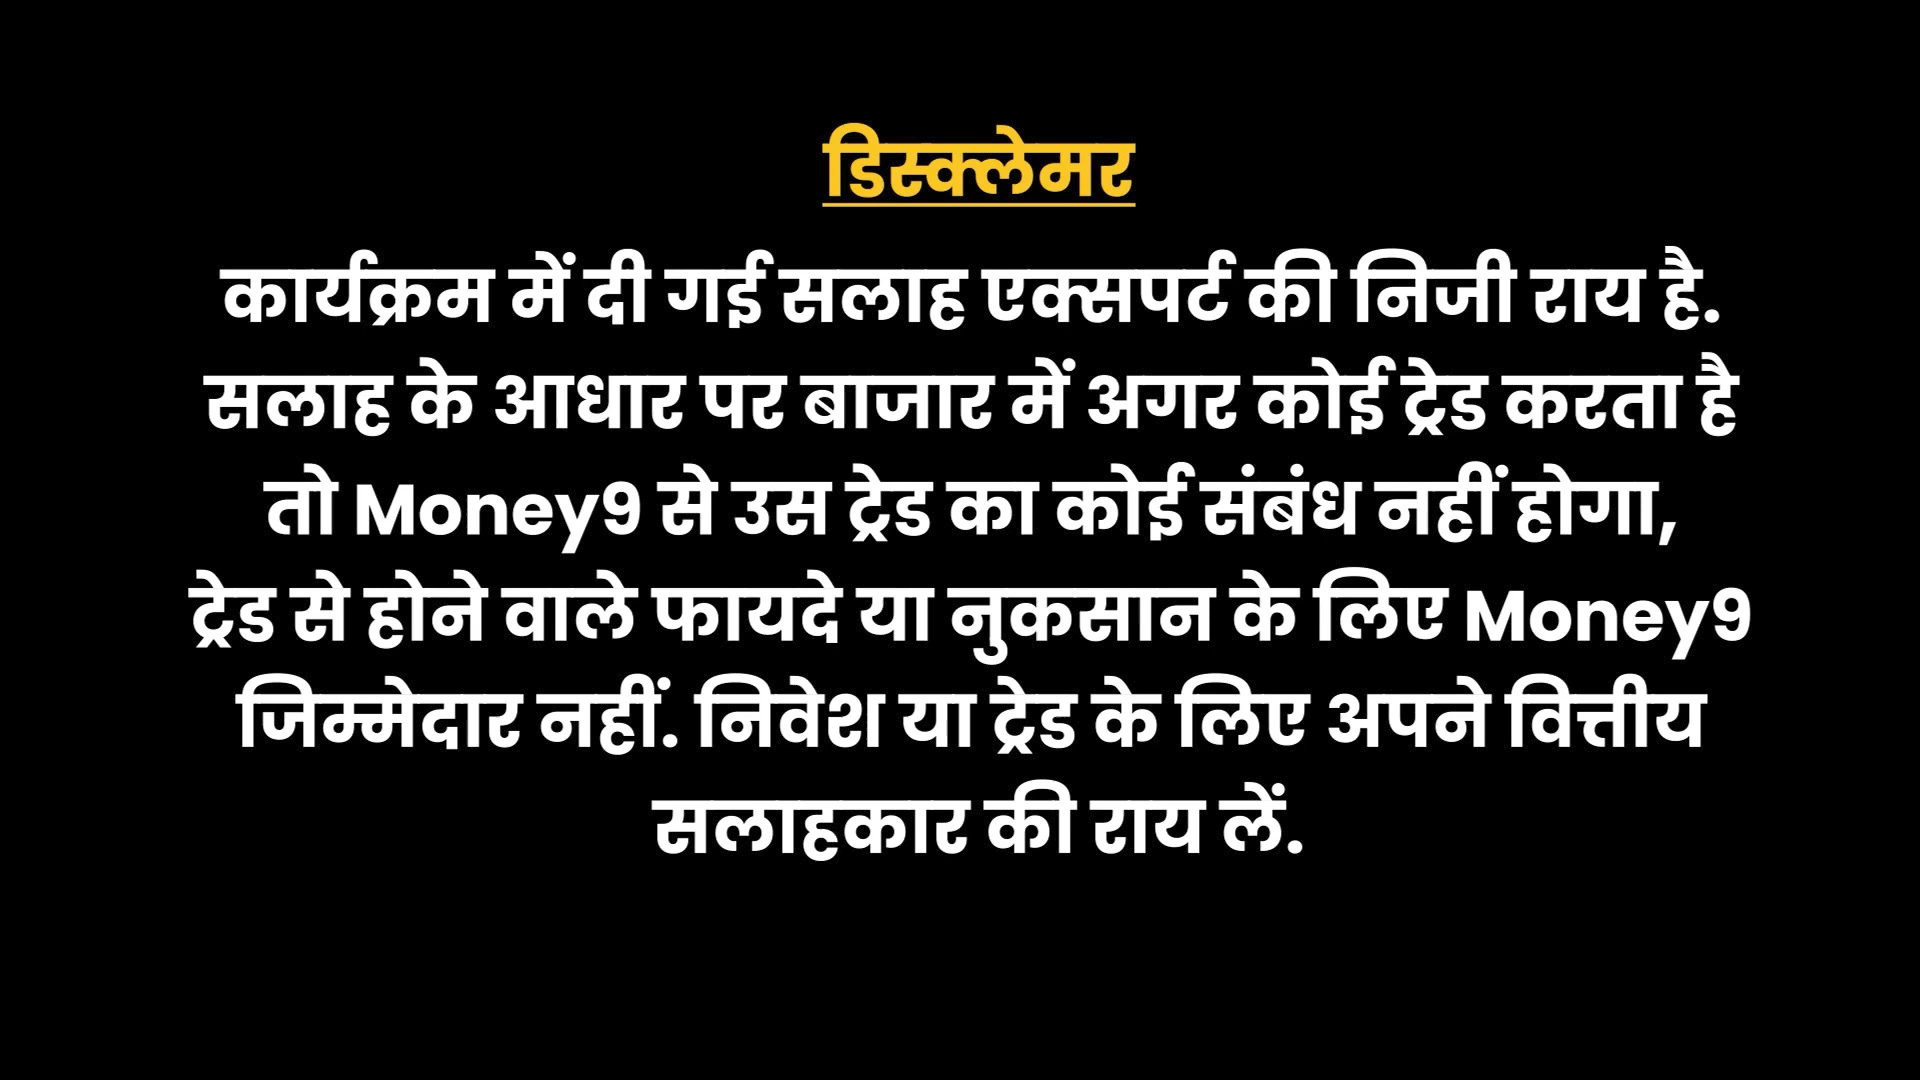 डिस्क्लेमर
कार्यक्रम में दी गई सलाह एक्सपर्ट की निजी राय है.
सलाह के आधार पर बाजार में अगर कोई ट्रेड करता है
तो Money9 से उस ट्रेड का कोई संबंध नहीं होगा,
ट्रेड से होने वाले फायदे या नुकसान के लिए Money9
जिम्मेदार नहीं. निवेश या ट्रेड के लिए अपने वित्तीय
सलाहकार की राय लें.